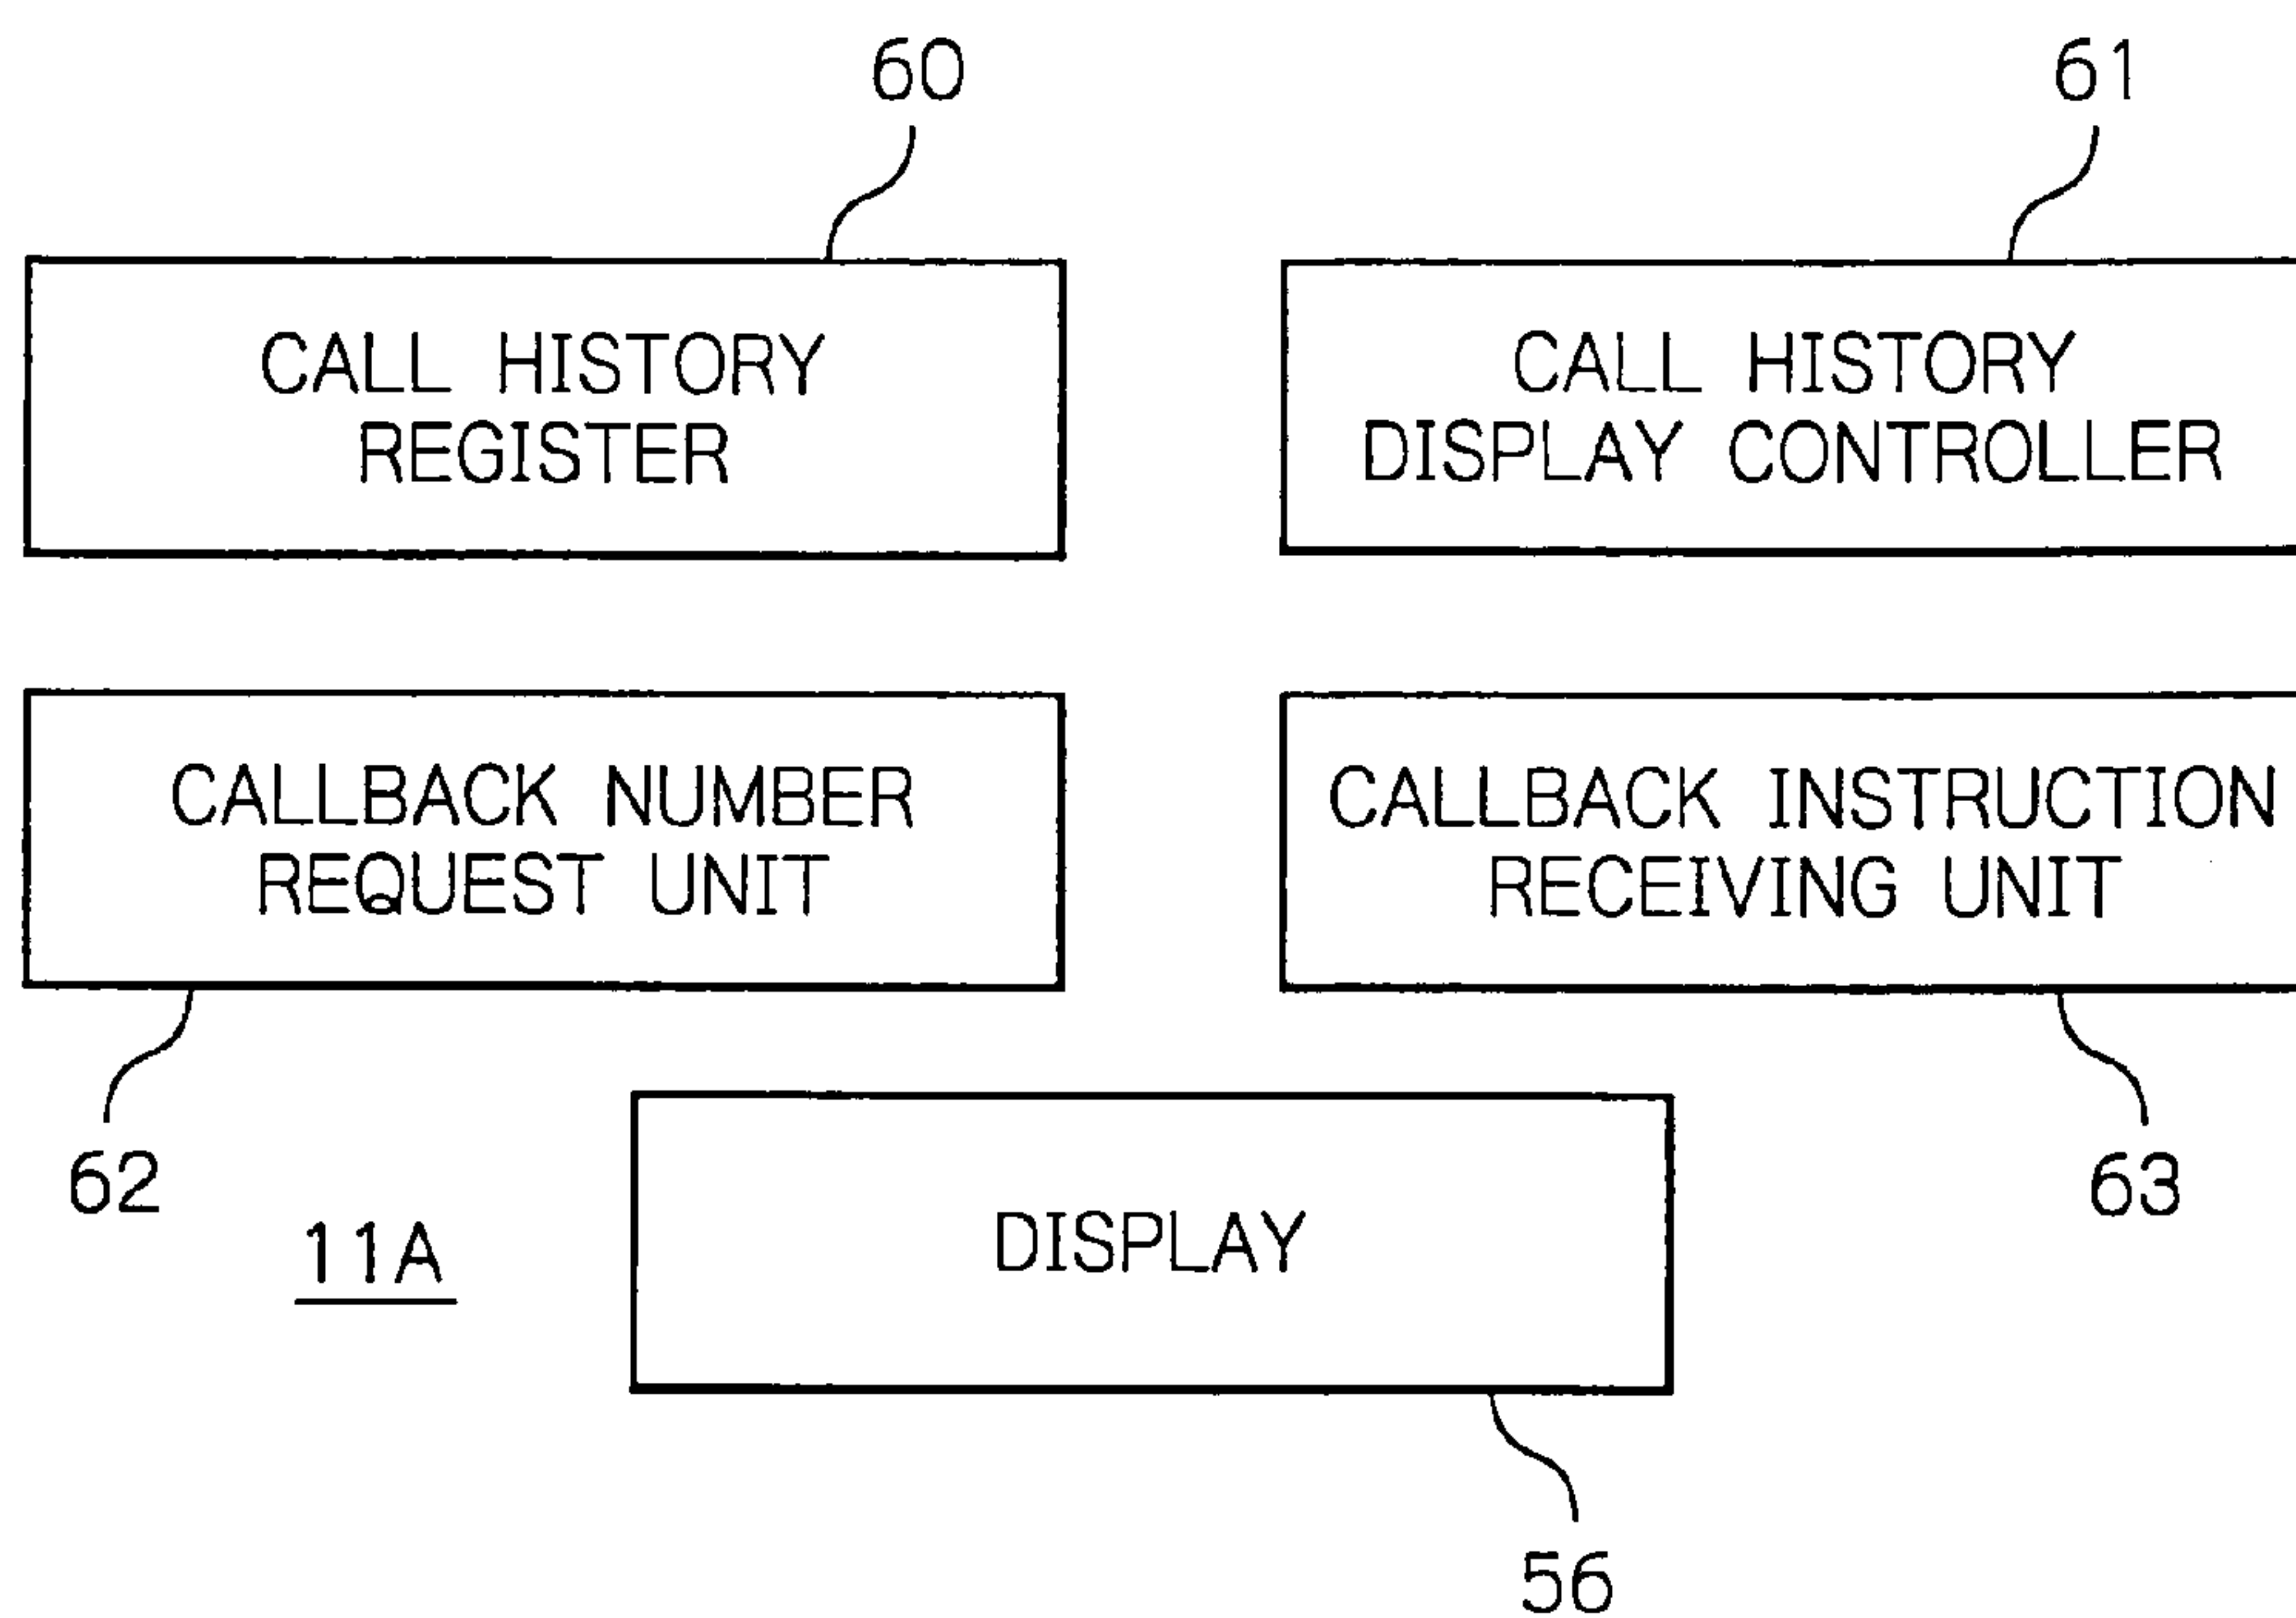 60
61
CALL HISTORY
REGISTER
CALL HISTORY
DISPLAY CONTROLLER
CALLBACK NUMBER
REQUEST UNIT
CALLBACK INSTRUCTION
RECEIVING UNIT
62
63
11A
DISPLAY
56